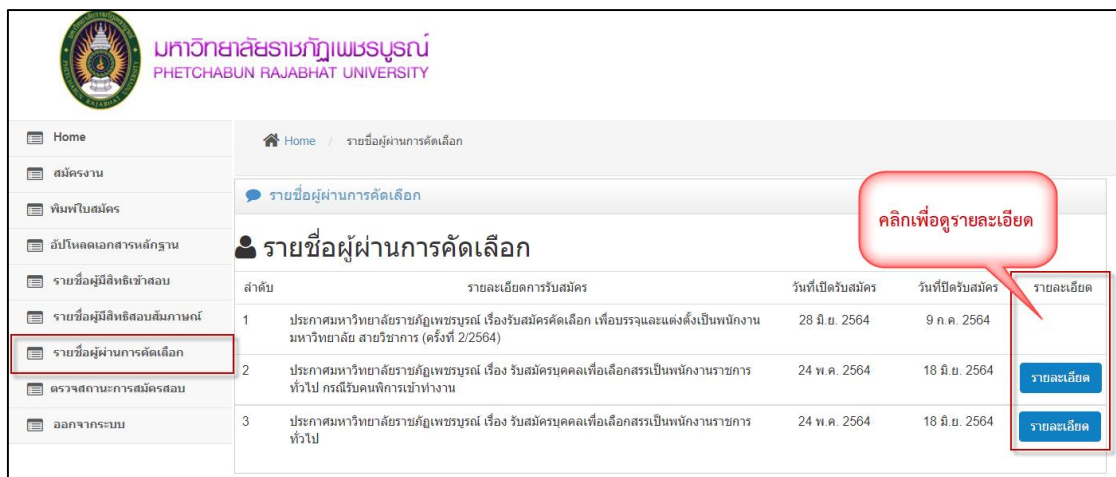 มหาวิทยาลัยราชภัฏเพชรบูรณ์
PHETCHABUN RAJABHAT UNIVERSITY
Home
สมัครงาน
พิมพ์ใบสมัคร
อัปโหลดเอกสารหลักฐาน
รายชื่อผู้มีสิทธิเข้าสอบ
รายชื่อผู้มีสิทธิสอบสัมภาษณ์
รายชื่อผู้ผ่านการคัดเลือก
ตรวจสถานะการสมัครสอบ
ออกจากระบบ
Home / รายชื่อผู้ผ่านการคัดเลือก
รายชื่อผู้ผ่านการคัดเลือก
คลิกเพื่อดูรายละเอียด
รายชื่อผู้ผ่านการคัดเลือก
ลำดับ รายละเอียดการรับสมัคร วันที่เปิดรับสมัคร วันที่ปิดรับสมัคร รายละเอียด
1 ประกาศมหาวิทยาลัยราชภัฏเพชรบูรณ์ เรื่องรับสมัครคัดเลือก เพื่อบรรจุและแต่งตั้งเป็นพนักงาน 28 มิ.ย. 2564 9 ก.ค. 2564
มหาวิทยาลัย สายวิชาการ (ครั้งที่ 2/2564)
2 ประกาศมหาวิทยาลัยราชภัฏเพชรบูรณ์ เรื่อง รับสมัครบุคคลเพื่อเลือกสรรเป็นพนักงานราชการ 24 พ.ค. 2564 18 มิ.ย. 2564 รายละเอียด
ทั่วไป กรณีรับคนพิการเข้าทำงาน
3 ประกาศมหาวิทยาลัยราชภัฏเพชรบูรณ์ เรื่อง รับสมัครบุคคลเพื่อเลือกสรรเป็นพนักงานราชการ 24 พ.ค. 2564 18 มิ.ย. 2564 รายละเอียด
ทั่วไป